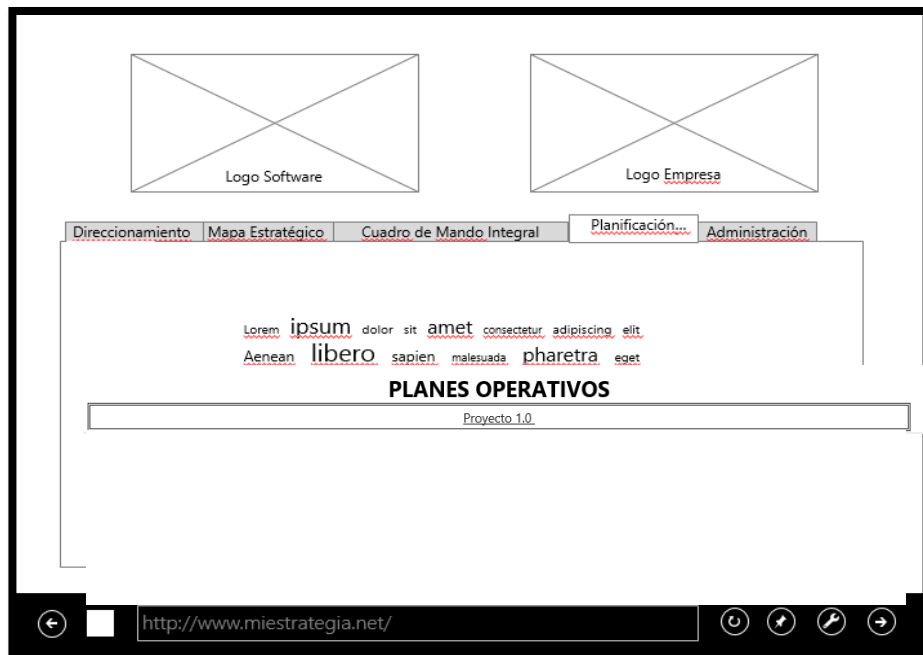 Logo Software
Logo Empresa
Direccionamiento Mapa Estratégico Cuadro de Mando Integral Planificación... Administración
Lorem ipsum dolor sit amet consectetur adipiscing elit
Aenean libero sapien malesuada pharetra eget
PLANES OPERATIVOS
Proyecto 1.0
http://www.miestrategia.net/